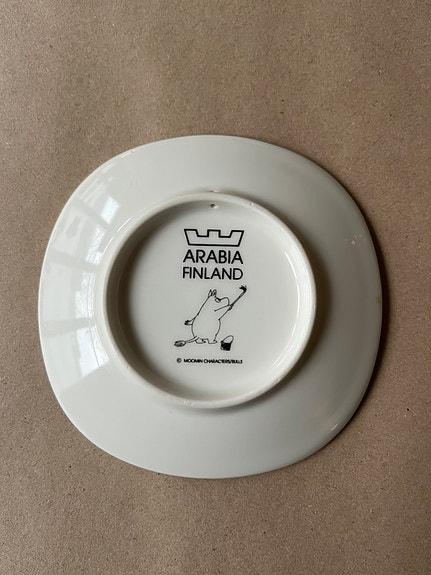 ARABIA
FINLAND
© MOOMIN CHARACTERS/BULLS